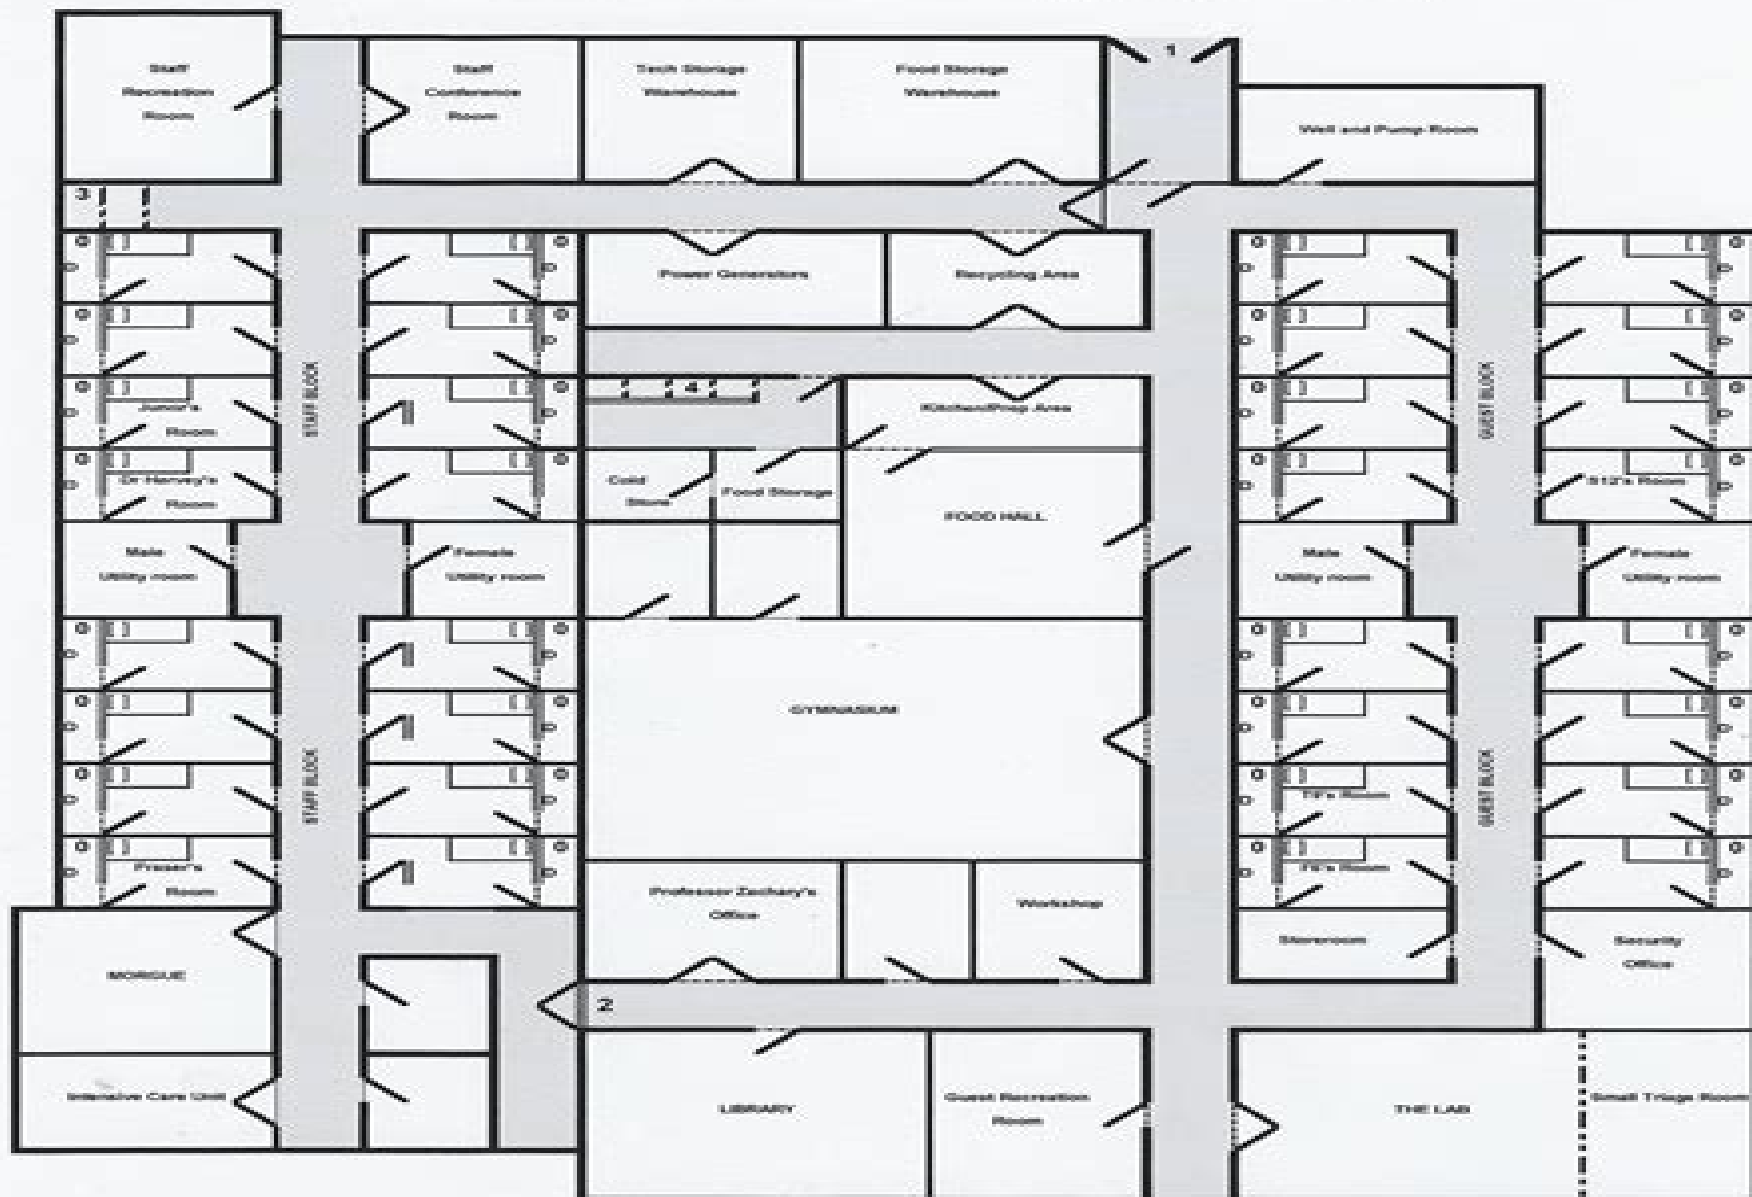 1
Staff
Recreation
Room
Staff
Conference
Room
Tech Storage
Warehouse
Food Storage
Warehouse
Well and Pump Room
3
Power Generators
Recycling Area
STAFF BLOCK
GUEST BLOCK
4
Kitchen/Prep Area
Junior's
Room
Dr Harvey's
Room
Cold
Store
Food Storage
FOOD HALL
S12's Room
Male
Utility room
Female
Utility room
Male
Utility room
Female
Utility room
GYMNASIUM
STAFF BLOCK
GUEST BLOCK
Room
Room
Fraser's
Room
Professor Zachary's
Office
Workshop
Storeroom
Security
Office
MORGUE
2
Intensive Care Unit
LIBRARY
Guest Recreation
Room
THE LAB
Small Triage Room